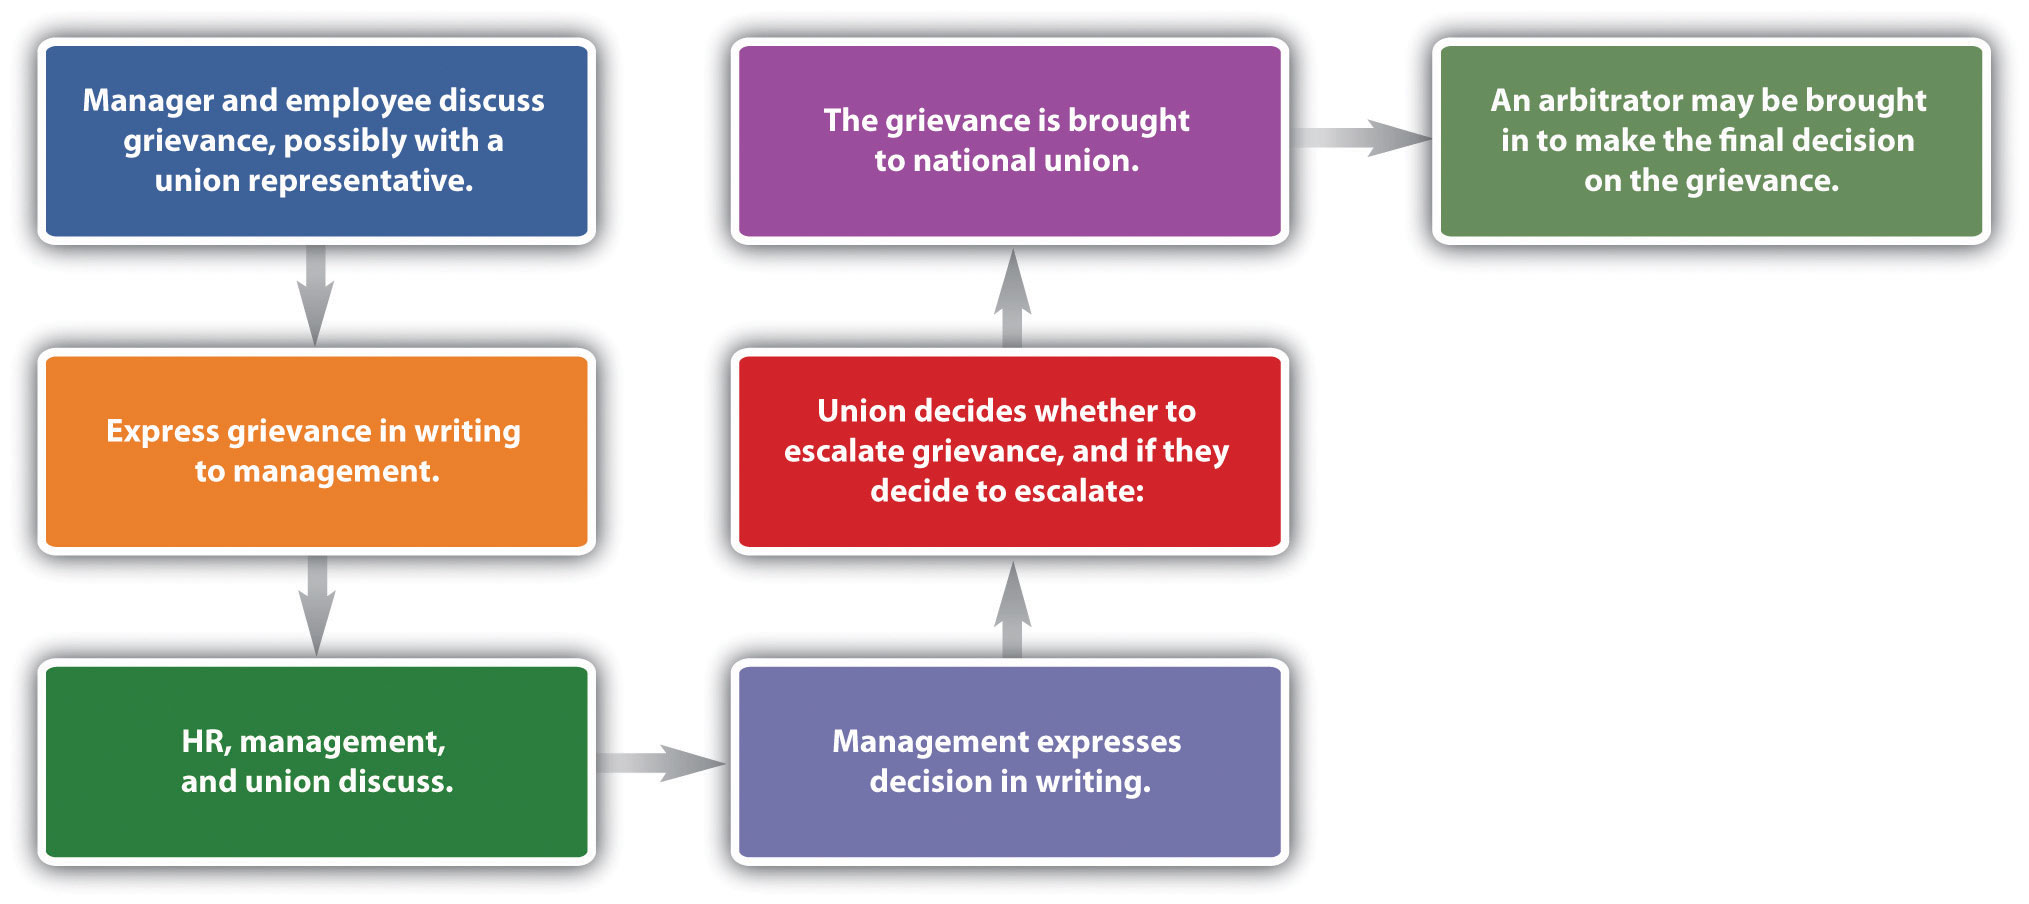 Manager and employee discuss
grievance, possibly with a
union representative.
Express grievance in writing
to management.
HR, management,
and union discuss.
Management expresses
decision in writing.
Union decides whether to
escalate grievance, and if they
decide to escalate:
The grievance is brought
to national union.
An arbitrator may be brought
in to make the final decision
on the grievance.